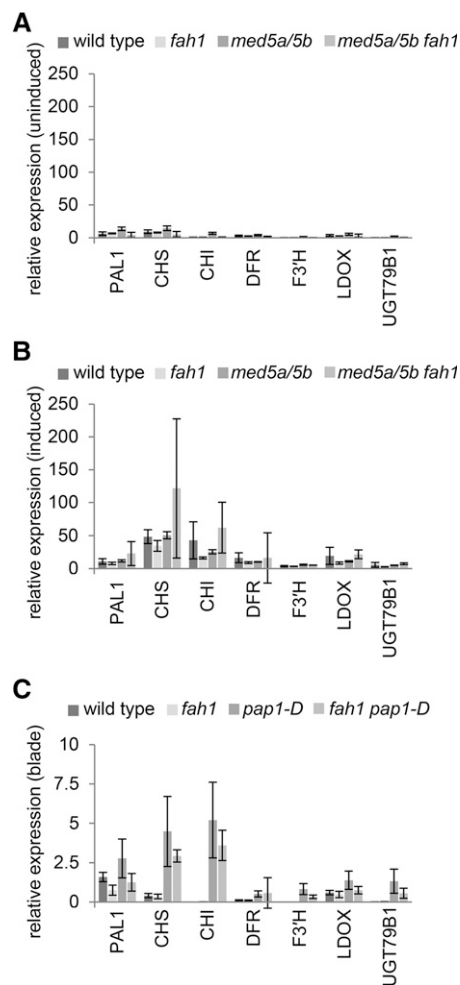 A
wild type fah1 med5a/5b med5a/5b fah1
relative expression (uninduced)
250
200
150
100
50
0
PAL1
CHS
CHI
DFR
F3'H
LDOX
UGT79B1
B
wild type fah1 med5a/5b med5a/5b fah1
relative expression (induced)
250
200
150
100
50
0
PAL1
CHS
CHI
DFR
F3'H
LDOX
UGT79B1
C
wild type fah1 pap1-D fah1 pap1-D
relative expression (blade)
10
7.5
5
2.5
0
PAL1
CHS
CHI
DFR
F3'H
LDOX
UGT79B1